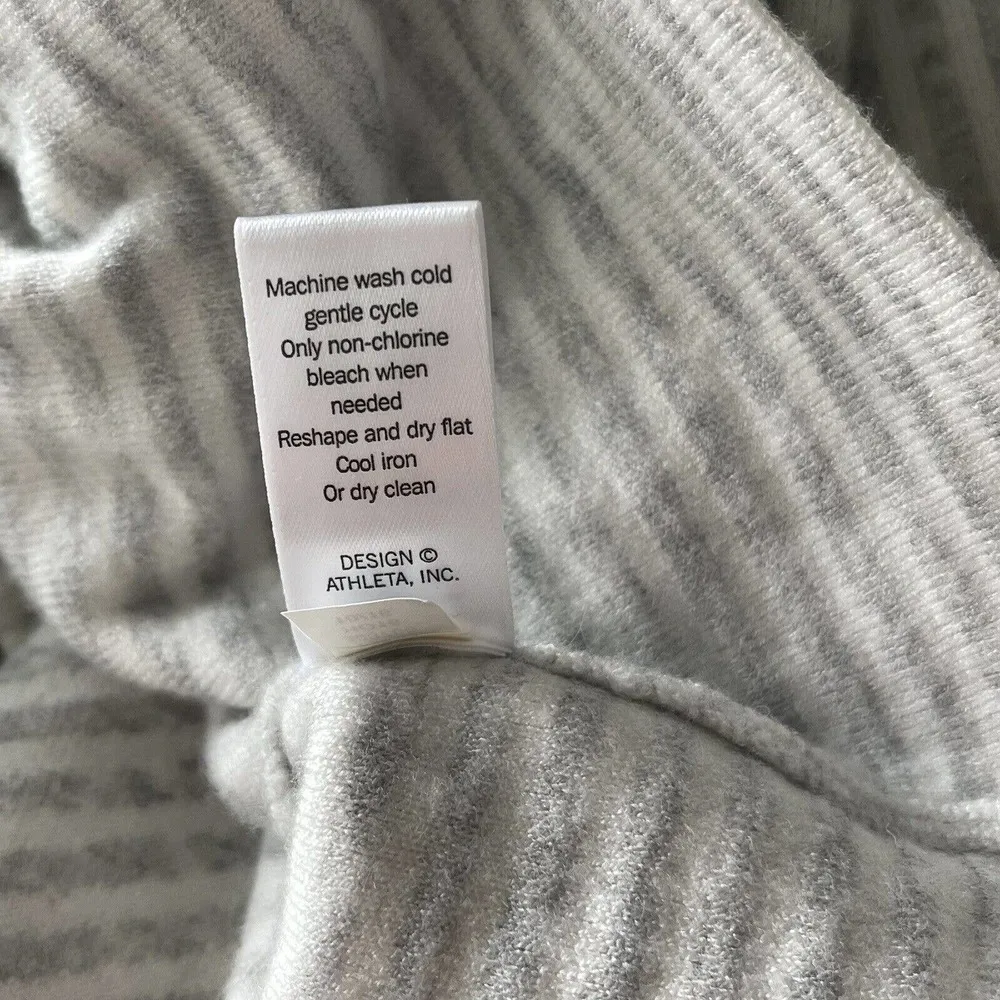 Machine wash cold
gentle cycle
Only non-chlorine
bleach when
needed
Reshape and dry flat
Cool iron
Or dry clean
DESIGN ©
ATHLETA, INC.